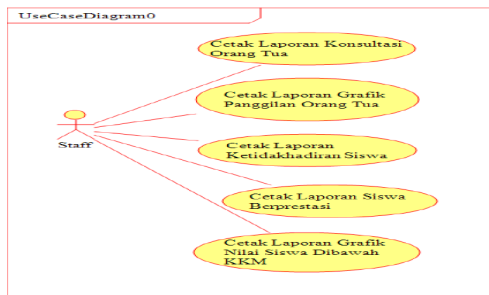 UseCaseDiagram0
Cetak Laporan Konsultasi
Orang Tua
Cetak Laporan Grafik
Panggilan Orang Tua
Staff
Cetak Laporan
Ketidakhadiran Siswa
Cetak Laporan Siswa
Berprestasi
Cetak Laporan Grafik
Nilai Siswa Dibawah
KKM